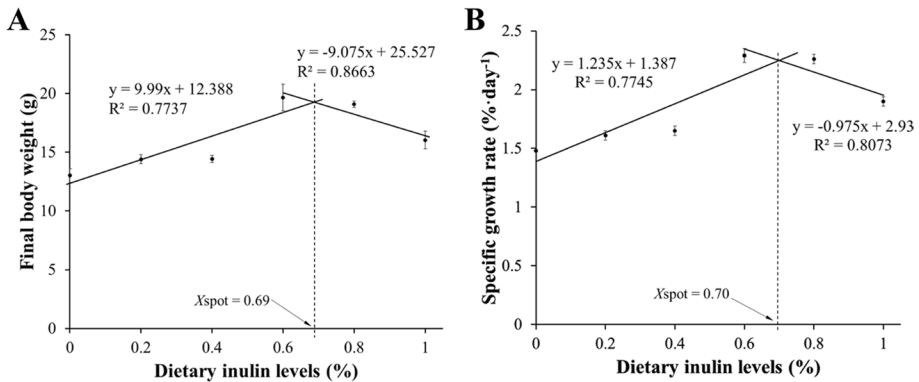 A
Final body weight (g)
25
20
15
10
5
0
y = 9.99x + 12.388
R² = 0.7737
y = -9.075x + 25.527
R² = 0.8663
Xspot = 0.69
0 0.2 0.4 0.6 0.8 1
Dietary inulin levels (%)
B
Specific growth rate (%·day⁻¹)
2.5
2
1.5
1
0.5
0
y = 1.235x + 1.387
R² = 0.7745
y = -0.975x + 2.93
R² = 0.8073
Xspot = 0.70
0 0.2 0.4 0.6 0.8 1
Dietary inulin levels (%)